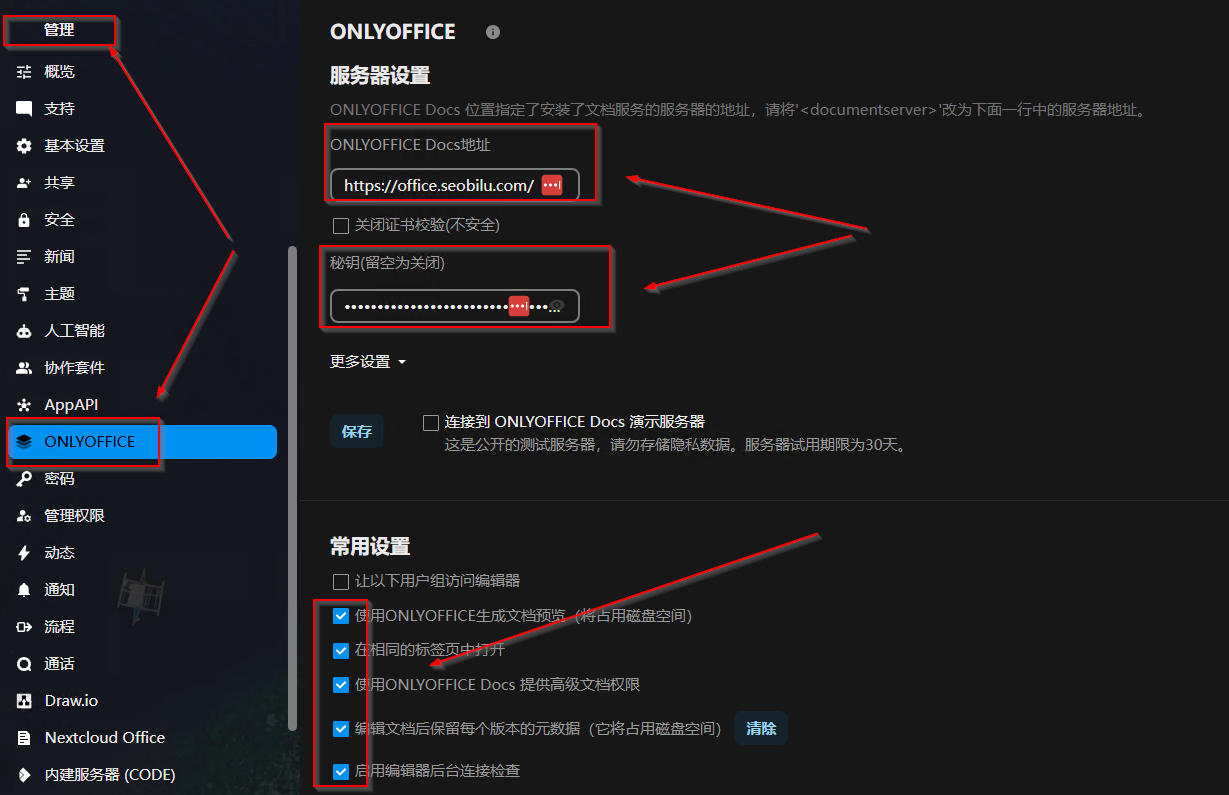 管理
概览
支持
基本设置
共享
安全
新闻
主题
人工智能
协作套件
AppAPI
ONLYOFFICE
密码
管理权限
动态
通知
流程
通话
Draw.io
Nextcloud Office
内建服务器 (CODE)
ONLYOFFICE
服务器设置
ONLYOFFICE Docs 位置指定了安装了文档服务的服务器的地址，请将'<documentserver>'改为下面一行中的服务器地址。
ONLYOFFICE Docs地址
https://office.seobilu.com/
关闭证书校验(不安全)
秘钥(留空为关闭)
更多设置
保存
连接到 ONLYOFFICE Docs 演示服务器
这是公开的测试服务器，请勿存储隐私数据。服务器试用期限为30天。
常用设置
让以下用户组访问编辑器
使用ONLYOFFICE生成文档预览（将占用磁盘空间)
在相同的标签页中打开
使用ONLYOFFICE Docs 提供高级文档权限
编辑文档后保留每个版本的元数据（它将占用磁盘空间) 清除
启用编辑器后台连接检查